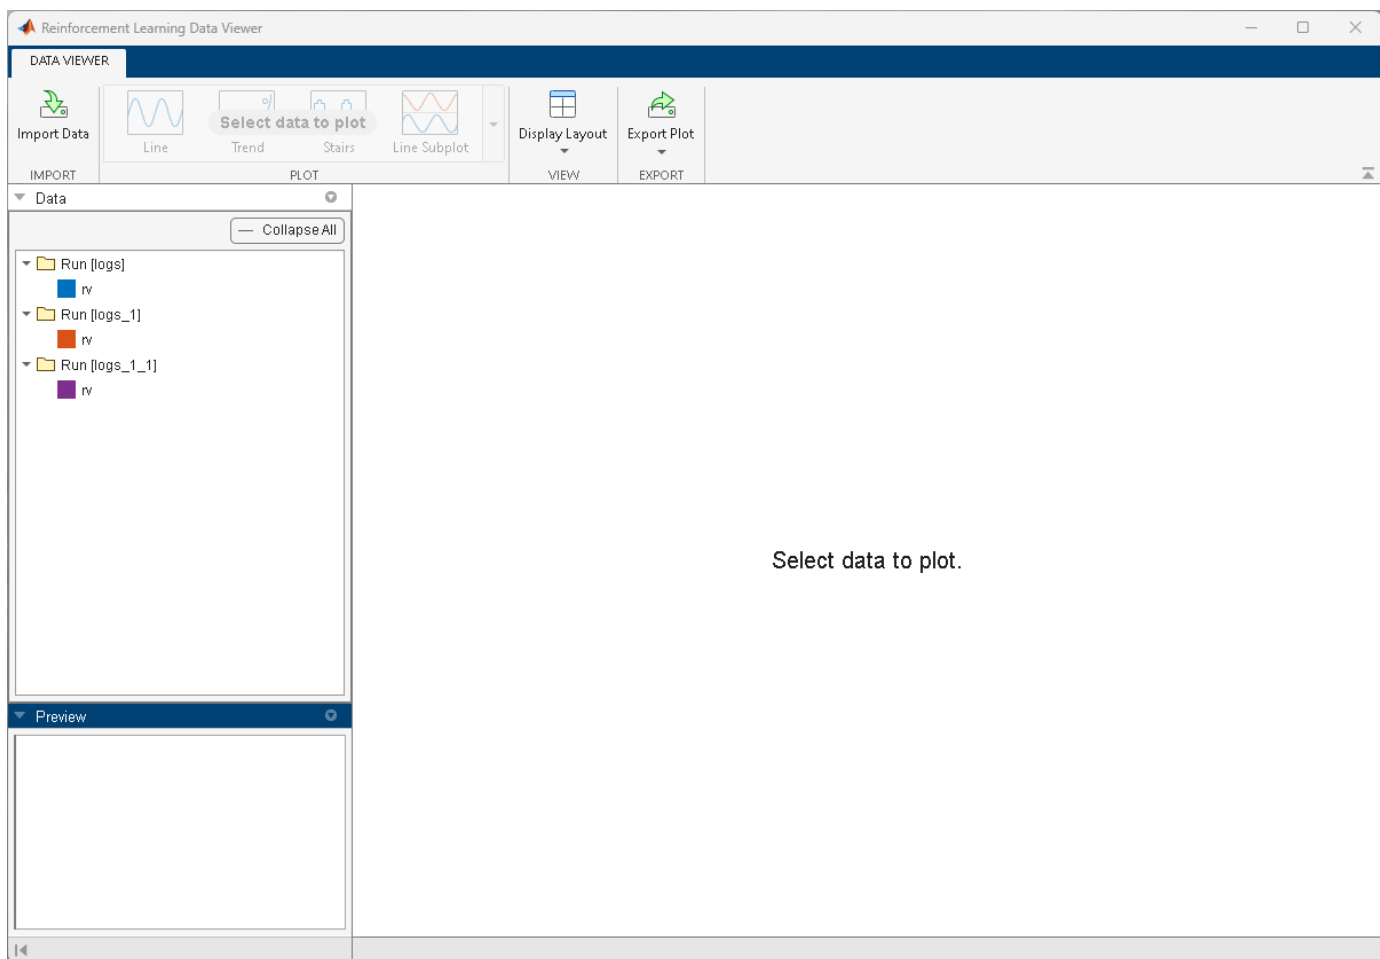 Reinforcement Learning Data Viewer
DATA VIEWER
Import Data
Line
Trend
Stairs
Line Subplot
Select data to plot
Display Layout
Export Plot
IMPORT
PLOT
VIEW
EXPORT
Data
Collapse All
Run [logs]
rv
Run [logs_1]
rv
Run [logs_1_1]
rv
Select data to plot.
Preview